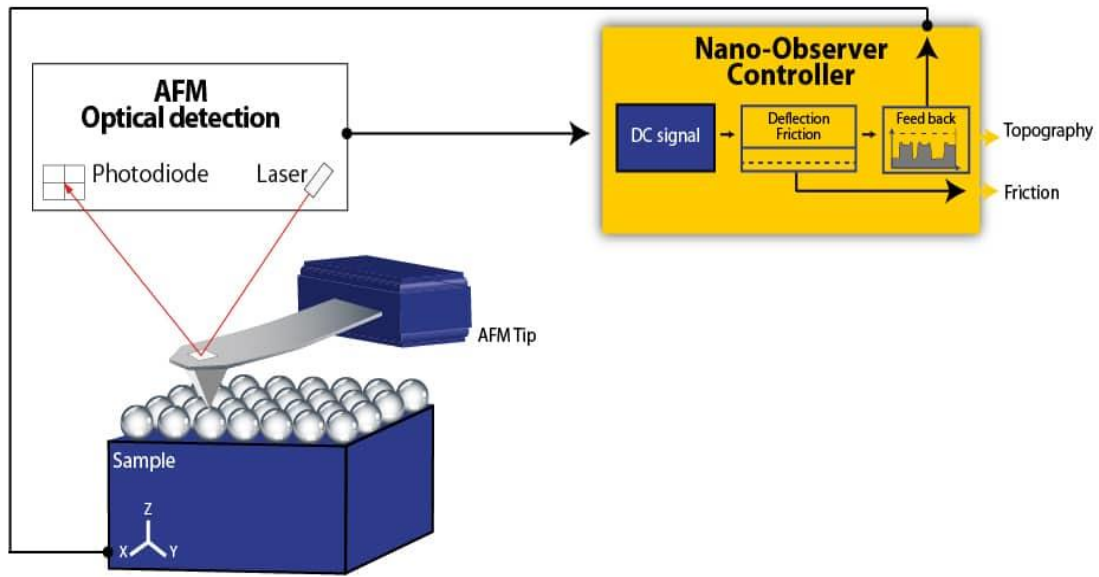 AFM
Optical detection
Photodiode
Laser
Nano-Observer
Controller
DC signal
Deflection
Friction
Feed back
Topography
Friction
AFM Tip
Sample
Z
X
Y